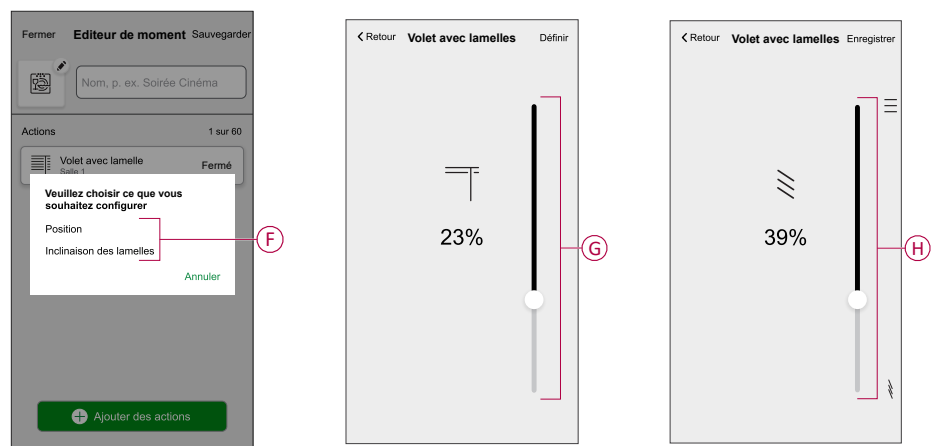 Fermer Editeur de moment Sauvegarder
Nom, p. ex. Soirée Cinéma
Actions 1 sur 60
Volet avec lamelle
Salle 1
Fermé
Veuillez choisir ce que vous
souhaitez configurer
Position
Inclinaison des lamelles
Annuler
Ajouter des actions
F
Retour Volet avec lamelles Définir
23%
G
Retour Volet avec lamelles Enregistrer
39%
H